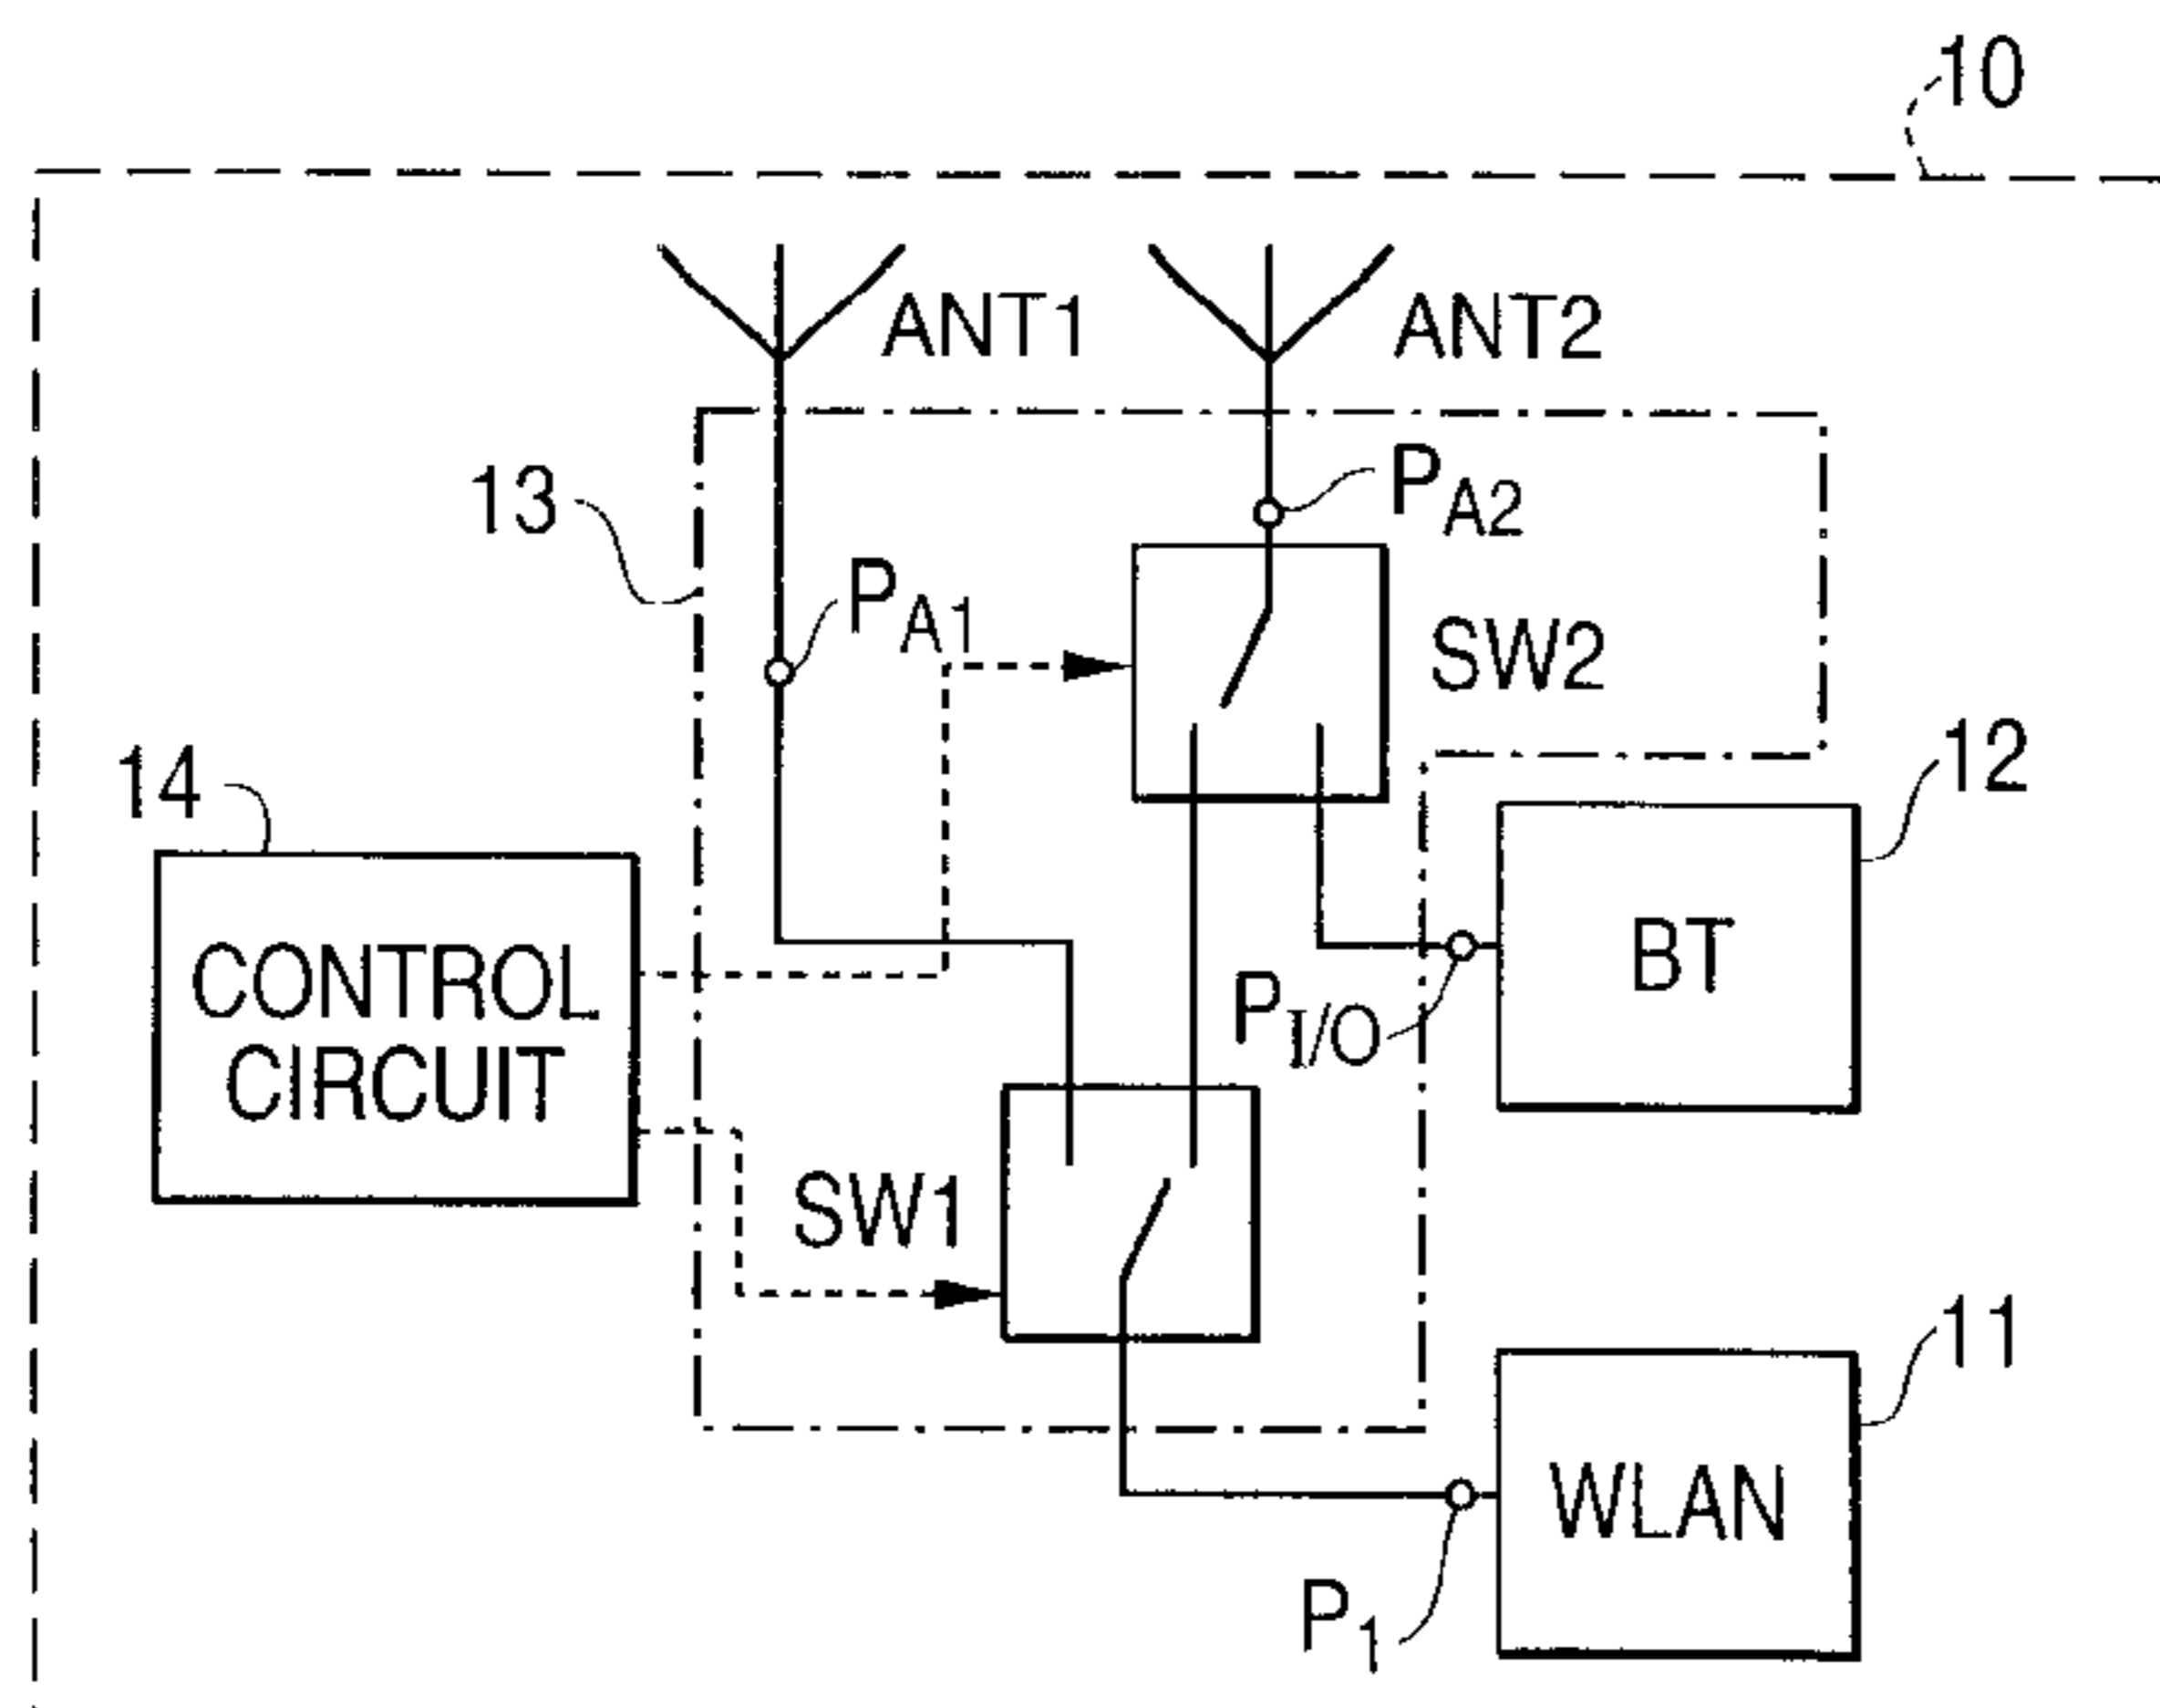 10
ANT1
ANT2
13
PA2
PA1
SW2
14
12
CONTROL
CIRCUIT
BT
PI/O
SW1
11
WLAN
P1